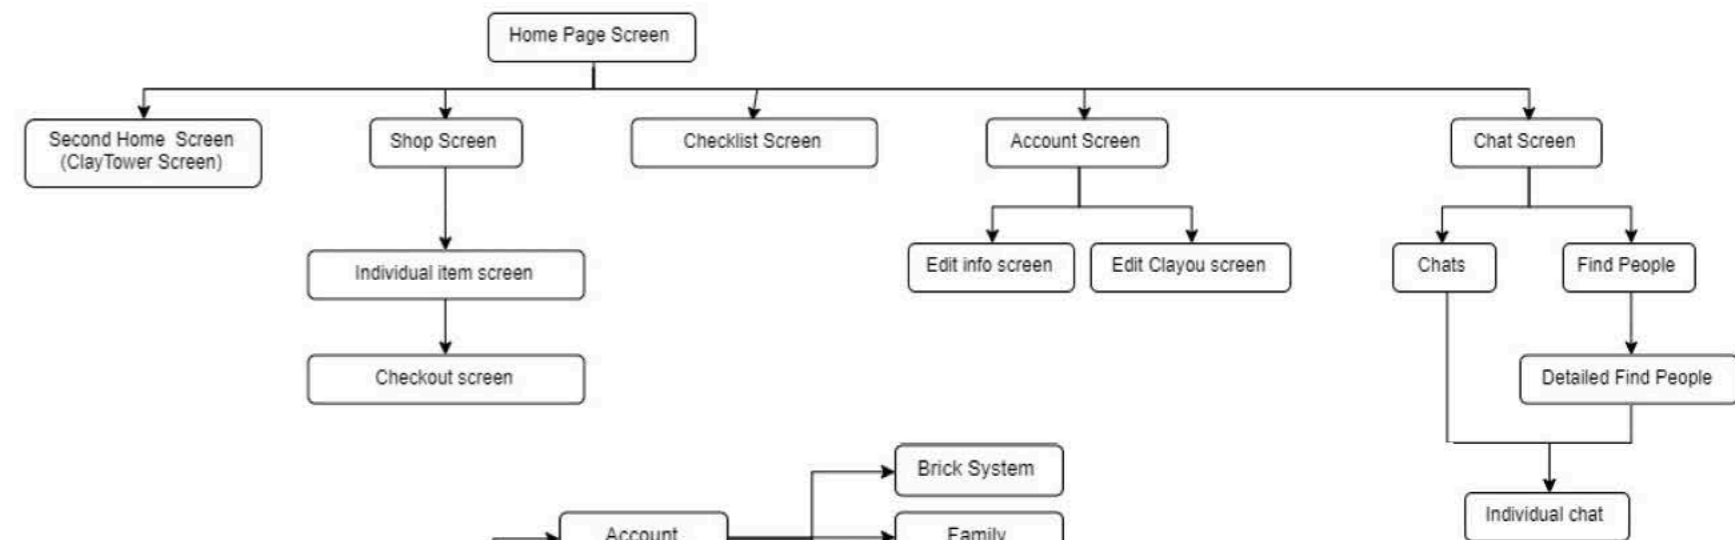 Home Page Screen
Second Home Screen
(ClayTower Screen)
Shop Screen
Checklist Screen
Account Screen
Chat Screen
Individual item screen
Edit info screen
Edit Clayou screen
Chats
Find People
Checkout screen
Detailed Find People
Brick System
Individual chat
Account
Family